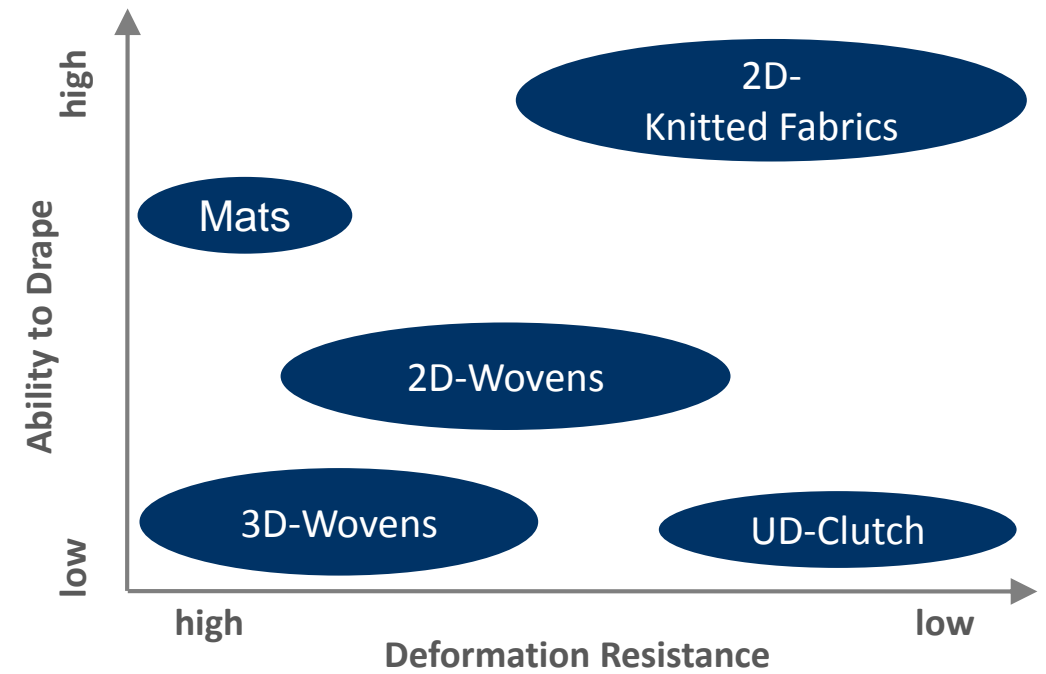 high
Ability to Drape
low
2D-
Knitted Fabrics
Mats
2D-Wovens
3D-Wovens
UD-Clutch
high
low
Deformation Resistance